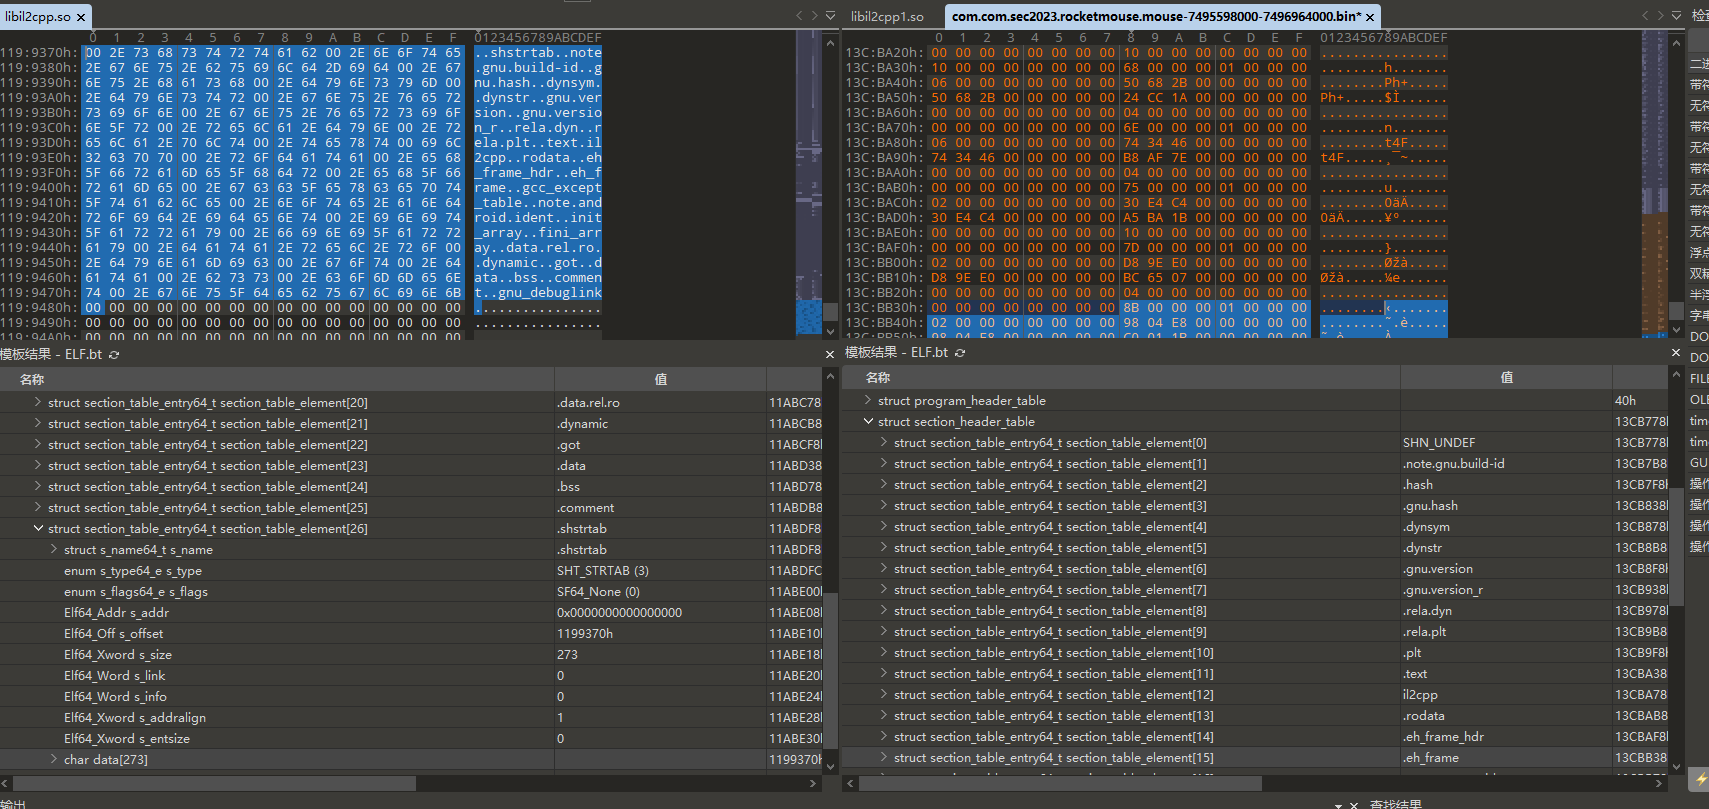 libil2cpp.so ×
0 1 2 3 4 5 6 7 8 9 A B C D E F 0123456789ABCDEF
119:9370h: 00 2E 73 68 73 74 72 74 61 62 00 2E 6E 6F 74 65 ..shstrtab..note
119:9380h: 2E 67 6E 75 2E 62 75 69 6C 64 2D 69 64 00 2E 67 .gnu.build-id..g
119:9390h: 6E 75 2E 68 61 73 68 00 2E 64 79 6E 73 79 6D 00 nu.hash..dynsym.
119:93A0h: 2E 64 79 6E 73 74 72 00 2E 67 6E 75 2E 76 65 72 .dynstr..gnu.ver
119:93B0h: 73 69 6F 6E 00 2E 67 6E 75 2E 76 65 72 73 69 6F sion..gnu.versio
119:93C0h: 6E 5F 72 00 2E 72 65 6C 61 2E 64 79 6E 00 2E 72 n_r..rela.dyn..r
119:93D0h: 65 6C 61 2E 70 6C 74 00 2E 74 65 78 74 00 69 6C ela.plt..text.il
119:93E0h: 32 63 70 70 00 2E 72 6F 64 61 74 61 00 2E 65 68 2cpp..rodata..eh
119:93F0h: 5F 66 72 61 6D 65 5F 68 64 72 00 2E 65 68 5F 66 _frame_hdr..eh_f
119:9400h: 72 61 6D 65 00 2E 67 63 63 5F 65 78 63 65 70 74 rame..gcc_except
119:9410h: 5F 74 61 62 6C 65 00 2E 6E 6F 74 65 2E 61 6E 64 _table..note.and
119:9420h: 72 6F 69 64 2E 69 64 65 6E 74 00 2E 69 6E 69 74 roid.ident..init
119:9430h: 5F 61 72 72 61 79 00 2E 66 69 6E 69 5F 61 72 72 _array..fini_arr
119:9440h: 61 79 00 2E 64 61 74 61 2E 72 65 6C 2E 72 6F 00 ay..data.rel.ro.
119:9450h: 2E 64 79 6E 61 6D 69 63 00 2E 67 6F 74 00 2E 64 .dynamic..got..d
119:9460h: 61 74 61 00 2E 62 73 73 00 2E 63 6F 6D 6D 65 6E ata..bss..commen
119:9470h: 74 00 2E 67 6E 75 5F 64 65 62 75 67 6C 69 6E 6B t..gnu_debuglink
119:9480h: 00 00 00 00 00 00 00 00 00 00 00 00 00 00 00 00 ................
119:9490h: 00 00 00 00 00 00 00 00 00 00 00 00 00 00 00 00 ................
119:94A0h: 00 00 00 00 00 00 00 00 00 00 00 00 00 00 00 00
模板结果 - ELF.bt
名称 值
struct section_table_entry64_t section_table_element[20] .data.rel.ro 11ABC78
struct section_table_entry64_t section_table_element[21] .dynamic 11ABCB8
struct section_table_entry64_t section_table_element[22] .got 11ABCF8
struct section_table_entry64_t section_table_element[23] .data 11ABD38
struct section_table_entry64_t section_table_element[24] .bss 11ABD78
struct section_table_entry64_t section_table_element[25] .comment 11ABDB8
struct section_table_entry64_t section_table_element[26] .shstrtab 11ABDF8
struct s_name64_t s_name .shstrtab 11ABDF8
enum s_type64_e s_type SHT_STRTAB (3) 11ABDFC
enum s_flags64_e s_flags SF64_None (0) 11ABE00
Elf64_Addr s_addr 0x0000000000000000 11ABE08
Elf64_Off s_offset 1199370h 11ABE10
Elf64_Xword s_size 273 11ABE18
Elf64_Word s_link 0 11ABE20
Elf64_Word s_info 0 11ABE24
Elf64_Xword s_addralign 1 11ABE28
Elf64_Xword s_entsize 0 11ABE30
char data[273] 1199370h
输出
libil2cpp1.so com.com.sec2023.rocketmouse.mouse-7495598000-7496964000.bin* ×
0 1 2 3 4 5 6 7 8 9 A B C D E F 0123456789ABCDEF
13C:BA20h: 00 00 00 00 00 00 00 00 10 00 00 00 00 00 00 00 ................
13C:BA30h: 10 00 00 00 00 00 00 00 68 00 00 00 01 00 00 00 ........h.......
13C:BA40h: 06 00 00 00 00 00 00 00 50 68 2B 00 00 00 00 00 ........Ph+.....
13C:BA50h: 50 68 2B 00 00 00 00 00 24 CC 1A 00 00 00 00 00 Ph+.....$Ì......
13C:BA60h: 00 00 00 00 00 00 00 00 04 00 00 00 00 00 00 00 ................
13C:BA70h: 00 00 00 00 00 00 00 00 6E 00 00 00 01 00 00 00 ........n.......
13C:BA80h: 06 00 00 00 00 00 00 00 74 34 46 00 00 00 00 00 ........t4F.....
13C:BA90h: 74 34 46 00 00 00 00 00 B8 AF 7E 00 00 00 00 00 t4F.....¸¯~.....
13C:BAA0h: 00 00 00 00 00 00 00 00 04 00 00 00 00 00 00 00 ................
13C:BAB0h: 00 00 00 00 00 00 00 00 75 00 00 00 01 00 00 00 ........u.......
13C:BAC0h: 02 00 00 00 00 00 00 00 30 E4 C4 00 00 00 00 00 ........0äÄ.....
13C:BAD0h: 30 E4 C4 00 00 00 00 00 A5 BA 1B 00 00 00 00 00 0äÄ.....¥º......
13C:BAE0h: 00 00 00 00 00 00 00 00 10 00 00 00 00 00 00 00 ................
13C:BAF0h: 00 00 00 00 00 00 00 00 7D 00 00 00 01 00 00 00 ........}.......
13C:BB00h: 02 00 00 00 00 00 00 00 D8 9E E0 00 00 00 00 00 ........Øžà.....
13C:BB10h: D8 9E E0 00 00 00 00 00 BC 65 07 00 00 00 00 00 Øžà.....¼e......
13C:BB20h: 00 00 00 00 00 00 00 00 04 00 00 00 00 00 00 00 ................
13C:BB30h: 00 00 00 00 00 00 00 00 8B 00 00 00 01 00 00 00 ........‹.......
13C:BB40h: 02 00 00 00 00 00 00 00 98 04 E8 00 00 00 00 00 ........˜.è.....
模板结果 - ELF.bt
名称 值
struct program_header_table 40h
struct section_header_table 13CB778
struct section_table_entry64_t section_table_element[0] SHN_UNDEF 13CB778
struct section_table_entry64_t section_table_element[1] .note.gnu.build-id 13CB7B8
struct section_table_entry64_t section_table_element[2] .hash 13CB7F8
struct section_table_entry64_t section_table_element[3] .gnu.hash 13CB838
struct section_table_entry64_t section_table_element[4] .dynsym 13CB878
struct section_table_entry64_t section_table_element[5] .dynstr 13CB8B8
struct section_table_entry64_t section_table_element[6] .gnu.version 13CB8F8
struct section_table_entry64_t section_table_element[7] .gnu.version_r 13CB938
struct section_table_entry64_t section_table_element[8] .rela.dyn 13CB978
struct section_table_entry64_t section_table_element[9] .rela.plt 13CB9B8
struct section_table_entry64_t section_table_element[10] .plt 13CB9F8
struct section_table_entry64_t section_table_element[11] .text 13CBA38
struct section_table_entry64_t section_table_element[12] il2cpp 13CBA78
struct section_table_entry64_t section_table_element[13] .rodata 13CBAB8
struct section_table_entry64_t section_table_element[14] .eh_frame_hdr 13CBAF8
struct section_table_entry64_t section_table_element[15] .eh_frame 13CBB38
查找结果
检查
二进
带符
无符
带符
无符
带符
无符
带符
无符
浮点
双精
半浮
字符
DO
DO
FILE
OLE
time
time
GU
操作
操作
操作
操作